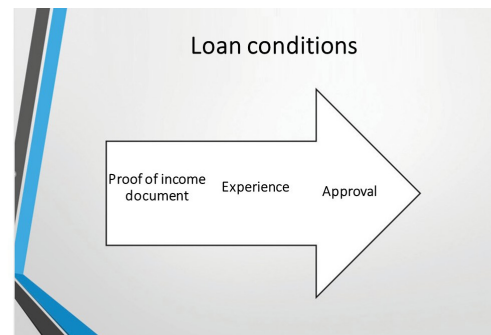 Loan conditions
Proof of income
document
Experience
Approval